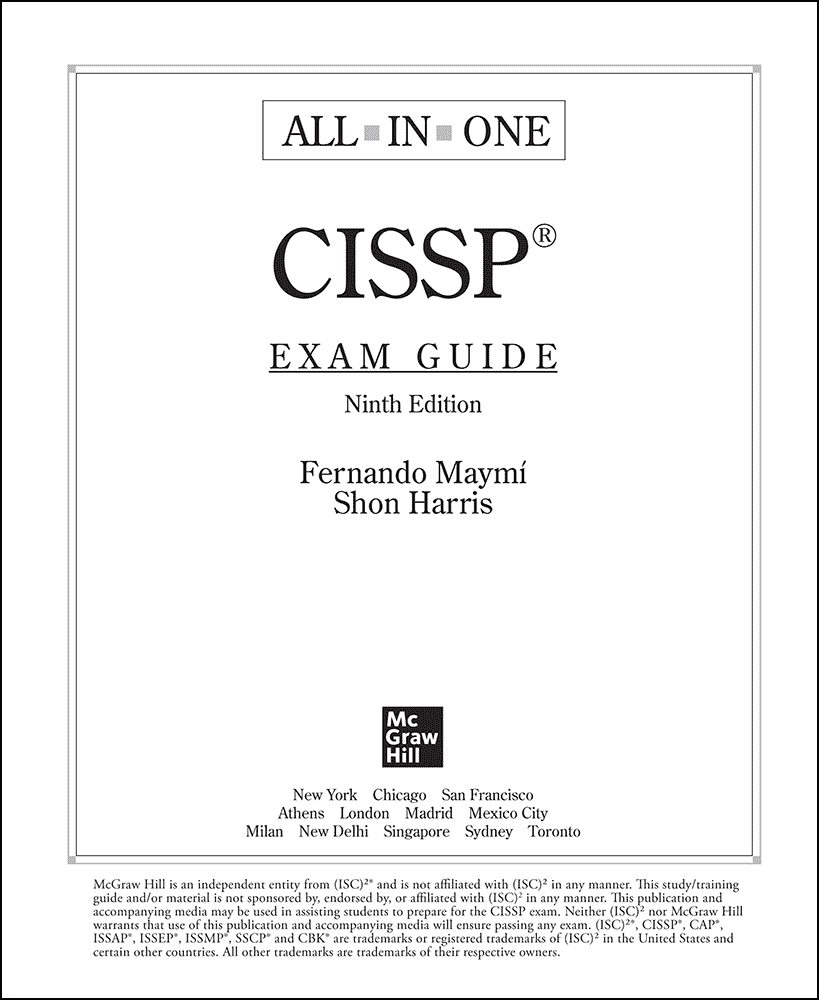 ALL ■ IN ■ ONE
CISSP®
EXAM GUIDE
Ninth Edition
Fernando Maymí
Shon Harris
Mc
Graw
Hill
New York Chicago San Francisco
Athens London Madrid Mexico City
Milan New Delhi Singapore Sydney Toronto
McGraw Hill is an independent entity from (ISC)²® and is not affiliated with (ISC)² in any manner. This study/training
guide and/or material is not sponsored by, endorsed by, or affiliated with (ISC)² in any manner. This publication and
accompanying media may be used in assisting students to prepare for the CISSP exam. Neither (ISC)² nor McGraw Hill
warrants that use of this publication and accompanying media will ensure passing any exam. (ISC)²®, CISSP®, CAP®,
ISSAP®, ISSEP®, ISSMP®, SSCP® and CBK® are trademarks or registered trademarks of (ISC)² in the United States and
certain other countries. All other trademarks are trademarks of their respective owners.